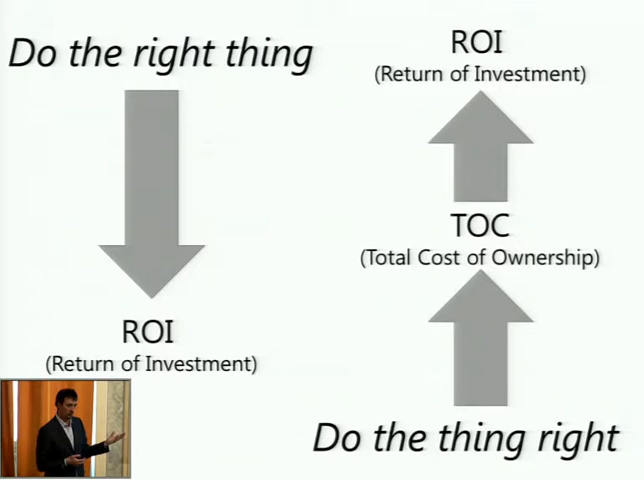 Do the right thing
ROI
(Return of Investment)
ROI
(Return of Investment)
TOC
(Total Cost of Ownership)
Do the thing right